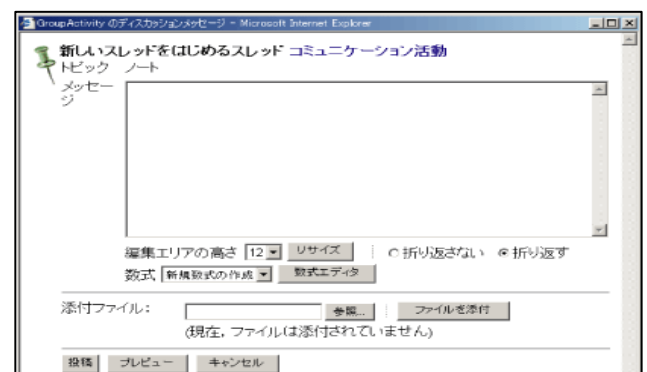 GroupActivity のディスカッションメッセージ - Microsoft Internet Explorer
新しいスレッドをはじめるスレッド コミュニケーション活動
トピック ノート
メッセー
ジ
編集エリアの高さ 12 リサイズ 折り返さない 折り返す
数式 新規数式の作成 数式エディタ
添付ファイル： 参照... ファイルを添付
(現在, ファイルは添付されていません)
投稿 プレビュー キャンセル